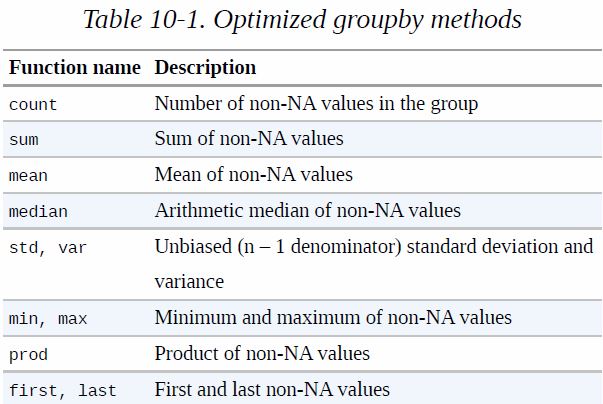 Table 10-1. Optimized groupby methods
Function name Description
count Number of non-NA values in the group
sum Sum of non-NA values
mean Mean of non-NA values
median Arithmetic median of non-NA values
std, var Unbiased (n – 1 denominator) standard deviation and
variance
min, max Minimum and maximum of non-NA values
prod Product of non-NA values
first, last First and last non-NA values